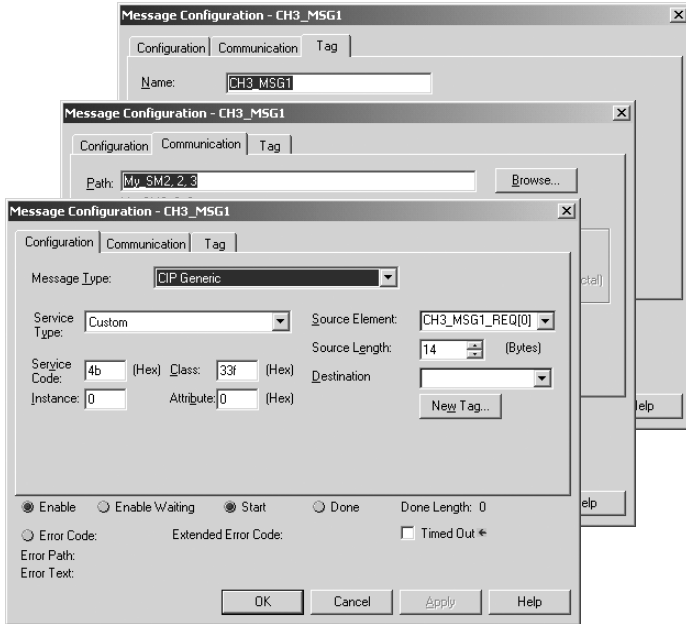 Message Configuration - CH3_MSG1
Configuration Communication Tag
Name: CH3_MSG1
Message Configuration - CH3_MSG1
Configuration Communication Tag
Path: My_SM2, 2, 3 Browse...
Message Configuration - CH3_MSG1
Configuration Communication Tag
Message Type: CIP Generic
Service Type: Custom
Source Element: CH3_MSG1_REQ[0]
Source Length: 14 (Bytes)
Service Code: 4b (Hex) Class: 33f (Hex)
Destination
Instance: 0 Attribute: 0 (Hex)
New Tag...
ctal)
elp
Enable Enable Waiting Start Done Done Length: 0
elp
Error Code: Extended Error Code: Timed Out
Error Path:
Error Text:
OK Cancel Apply Help